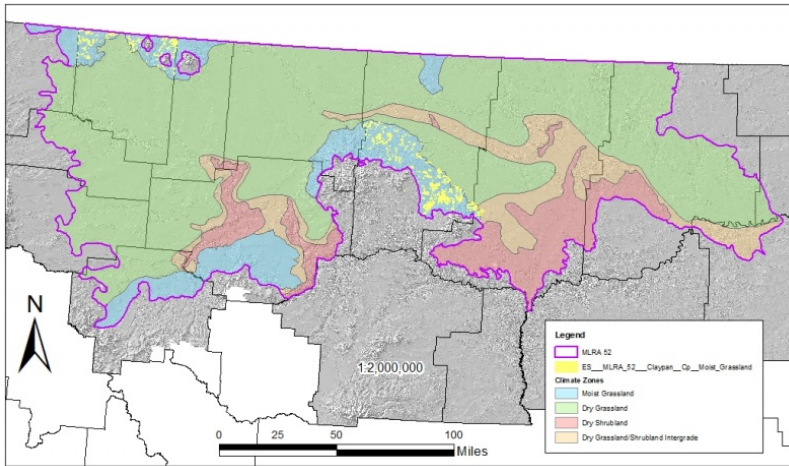 N
1:2,000,000
0 25 50 100
Miles
Legend
MLRA 52
ES___MLRA_52___Claypan__Cp__Moist_Grassland
Climate Zones
Moist Grassland
Dry Grassland
Dry Shrubland
Dry Grassland/Shrubland Intergrade